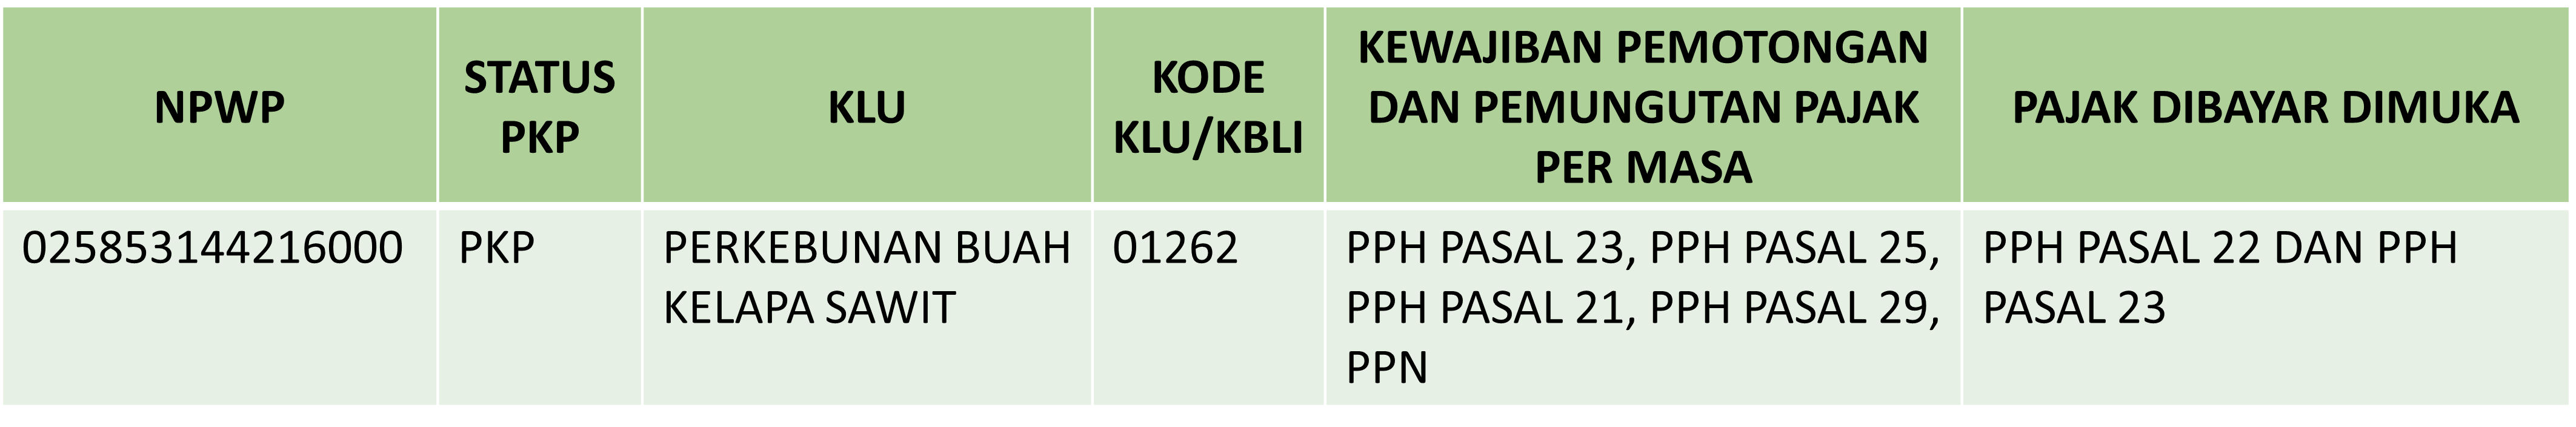 NPWP
STATUS
PKP
KLU
KODE
KLU/KBLI
KEWAJIBAN PEMOTONGAN
DAN PEMUNGUTAN PAJAK
PER MASA
PAJAK DIBAYAR DIMUKA
025853144216000
PKP
PERKEBUNAN BUAH
KELAPA SAWIT
01262
PPH PASAL 23, PPH PASAL 25,
PPH PASAL 21, PPH PASAL 29,
PPN
PPH PASAL 22 DAN PPH
PASAL 23